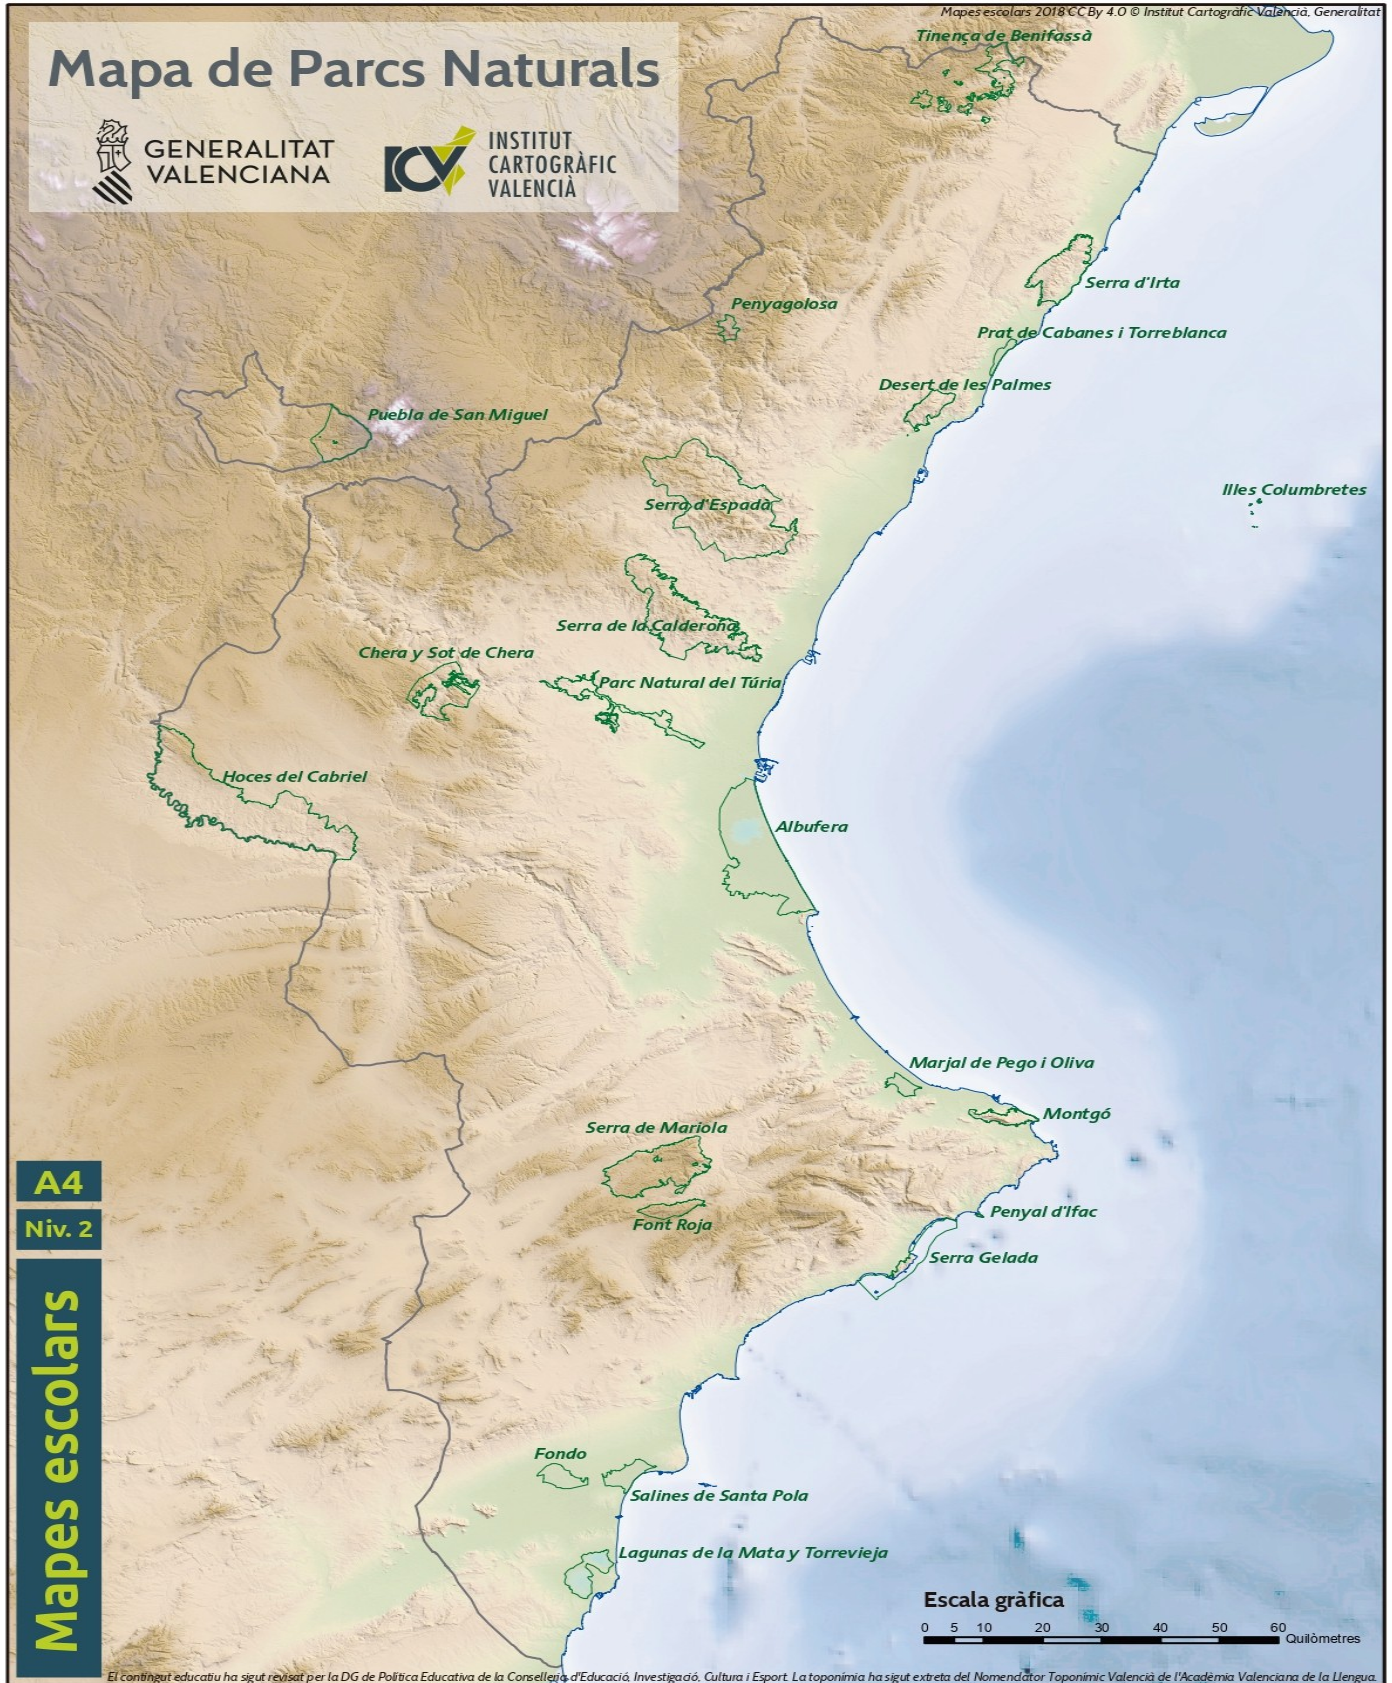 Mapes escolars 2018 CC By 4.0 © Institut Cartogràfic Valencià, Generalitat
Mapa de Parcs Naturals
GENERALITAT
VALENCIANA
ICV
INSTITUT
CARTOGRÀFIC
VALENCIÀ
Tinença de Benifassà
Serra d'Irta
Penyagolosa
Prat de Cabanes i Torreblanca
Desert de les Palmes
Puebla de San Miguel
Illes Columbretes
Serra d'Espadà
Serra de la Calderona
Chera y Sot de Chera
Parc Natural del Túria
Hoces del Cabriel
Albufera
Marjal de Pego i Oliva
Montgó
Serra de Mariola
Font Roja
Penyal d'Ifac
Serra Gelada
Fondo
Salines de Santa Pola
Lagunas de la Mata y Torrevieja
A4
Niv. 2
Mapes escolars
Escala gràfica
0 5 10 20 30 40 50 60
Quilòmetres
El contingut educatiu ha sigut revisat per la DG de Política Educativa de la Conselleria d'Educació, Investigació, Cultura i Esport. La toponímia ha sigut extreta del Nomenclàtor Toponímic Valencià de l'Acadèmia Valenciana de la Llengua.